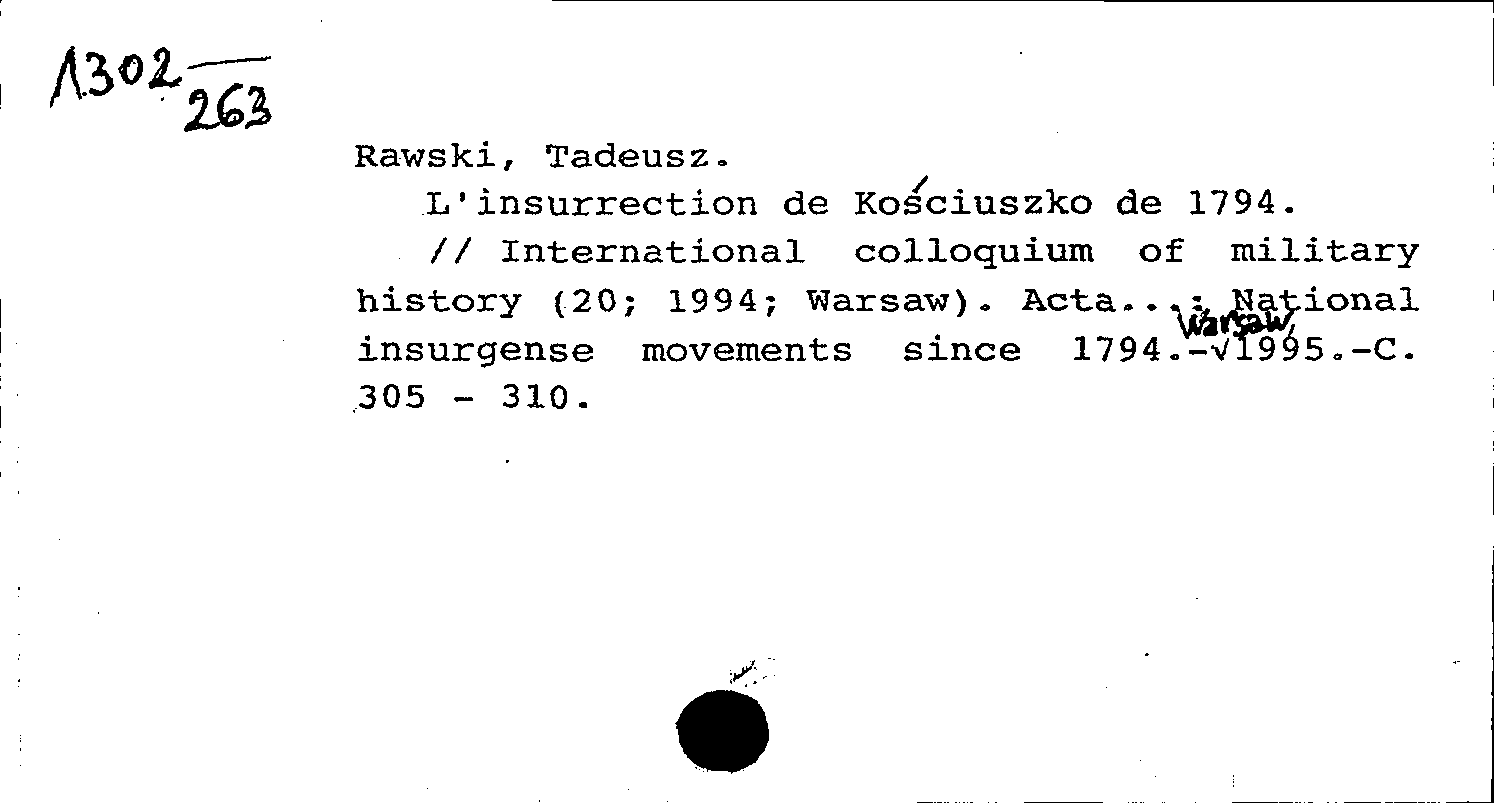 1302
263
Rawski, Tadeusz.
L'insurrection de Kościuszko de 1794.
// International colloquium of military
history (20; 1994; Warsaw). Acta...: National
Warsaw,
insurgense movements since 1794.-√1995.-C.
305 - 310.